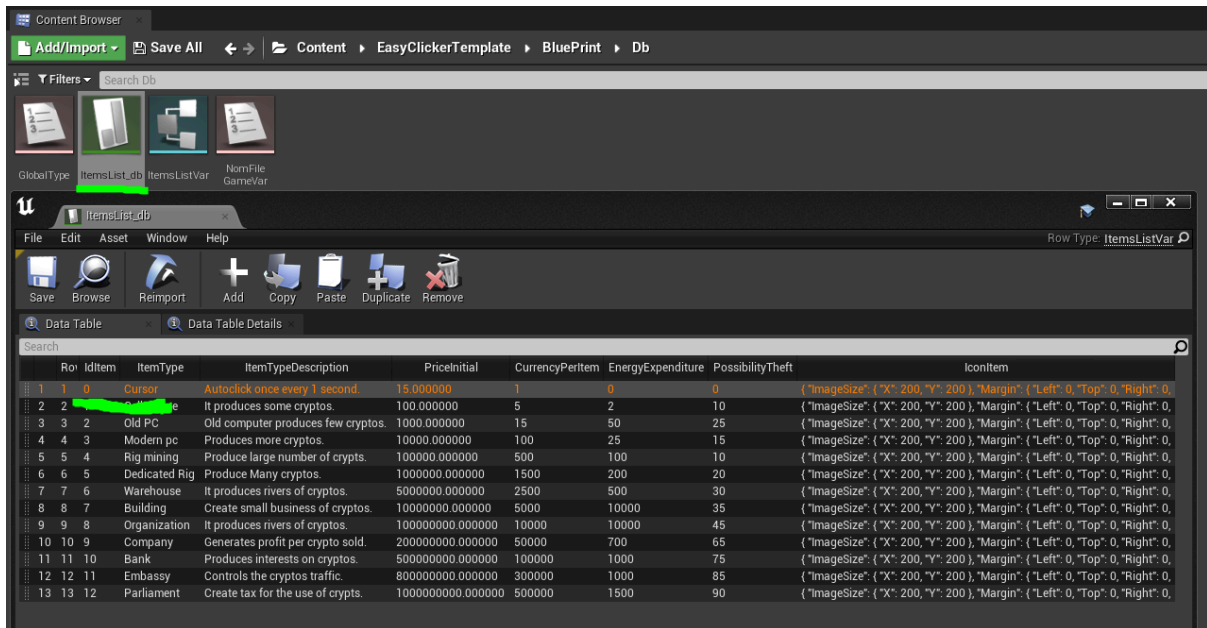 Content Browser
Add/Import Save All Content EasyClickerTemplate BluePrint Db
Filters Search Db
GlobalType ItemsList_db ItemsListVar NomFile GameVar
ItemsList_db
File Edit Asset Window Help Row Type: ItemsListVar
Save Browse Reimport Add Copy Paste Duplicate Remove
Data Table Data Table Details
Search
Rov IdItem ItemType ItemTypeDescription PriceInitial CurrencyPerItem EnergyExpenditure PossibilityTheft IconItem
1 1 0 Cursor Autoclick once every 1 second. 15.000000 1 0 0 { "ImageSize": { "X": 200, "Y": 200 }, "Margin": { "Left": 0, "Top": 0, "Right": 0,
2 2 It produces some cryptos. 100.000000 5 2 10 { "ImageSize": { "X": 200, "Y": 200 }, "Margin": { "Left": 0, "Top": 0, "Right": 0,
3 3 2 Old PC Old computer produces few cryptos. 1000.000000 15 50 25 { "ImageSize": { "X": 200, "Y": 200 }, "Margin": { "Left": 0, "Top": 0, "Right": 0,
4 4 3 Modern pc Produces more cryptos. 10000.000000 100 25 15 { "ImageSize": { "X": 200, "Y": 200 }, "Margin": { "Left": 0, "Top": 0, "Right": 0,
5 5 4 Rig mining Produce large number of crypts. 100000.000000 500 100 10 { "ImageSize": { "X": 200, "Y": 200 }, "Margin": { "Left": 0, "Top": 0, "Right": 0,
6 6 5 Dedicated Rig Produce Many cryptos. 1000000.000000 1500 200 20 { "ImageSize": { "X": 200, "Y": 200 }, "Margin": { "Left": 0, "Top": 0, "Right": 0,
7 7 6 Warehouse It produces rivers of cryptos. 5000000.000000 2500 500 30 { "ImageSize": { "X": 200, "Y": 200 }, "Margin": { "Left": 0, "Top": 0, "Right": 0,
8 8 7 Building Create small business of cryptos. 10000000.000000 5000 10000 35 { "ImageSize": { "X": 200, "Y": 200 }, "Margin": { "Left": 0, "Top": 0, "Right": 0,
9 9 8 Organization It produces rivers of cryptos. 100000000.000000 10000 10000 45 { "ImageSize": { "X": 200, "Y": 200 }, "Margin": { "Left": 0, "Top": 0, "Right": 0,
10 10 9 Company Generates profit per crypto sold. 200000000.000000 50000 700 65 { "ImageSize": { "X": 200, "Y": 200 }, "Margin": { "Left": 0, "Top": 0, "Right": 0,
11 11 10 Bank Produces interests on cryptos. 500000000.000000 100000 1000 75 { "ImageSize": { "X": 200, "Y": 200 }, "Margin": { "Left": 0, "Top": 0, "Right": 0,
12 12 11 Embassy Controls the cryptos traffic. 800000000.000000 300000 1000 85 { "ImageSize": { "X": 200, "Y": 200 }, "Margin": { "Left": 0, "Top": 0, "Right": 0,
13 13 12 Parliament Create tax for the use of crypts. 1000000000.000000 500000 1500 90 { "ImageSize": { "X": 200, "Y": 200 }, "Margin": { "Left": 0, "Top": 0, "Right": 0,